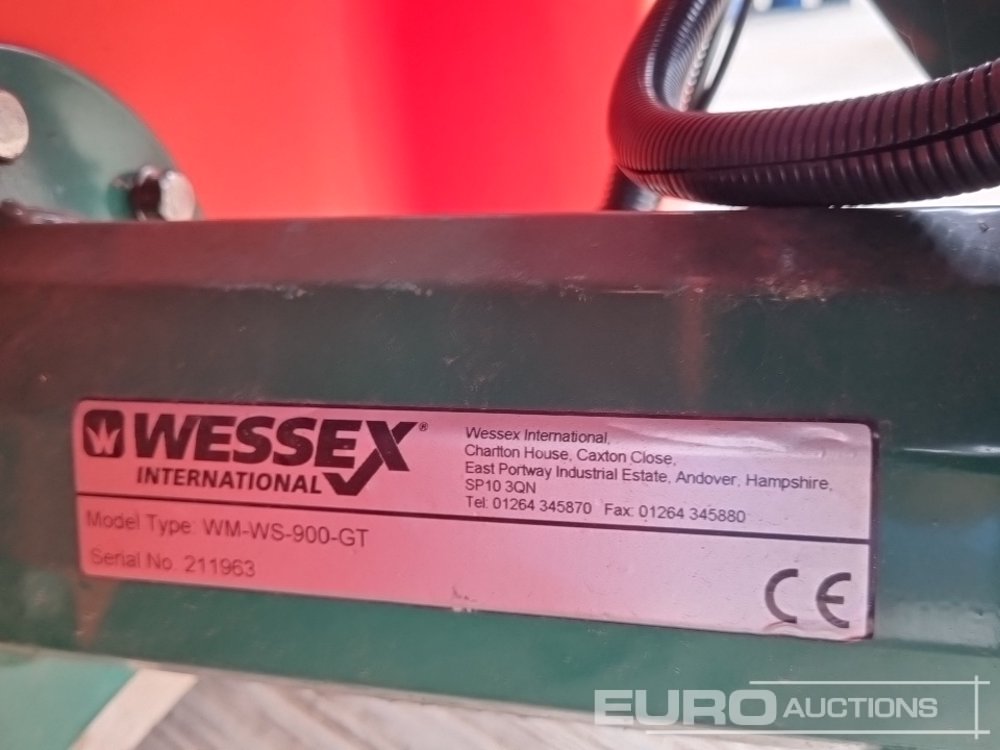 WESSEX®
INTERNATIONAL
Wessex International,
Charlton House, Caxton Close,
East Portway Industrial Estate, Andover, Hampshire,
SP10 3QN
Tel: 01264 345870 Fax: 01264 345880
Model Type: WM-WS-900-GT
Serial No. 211963
CE
EURO AUCTIONS